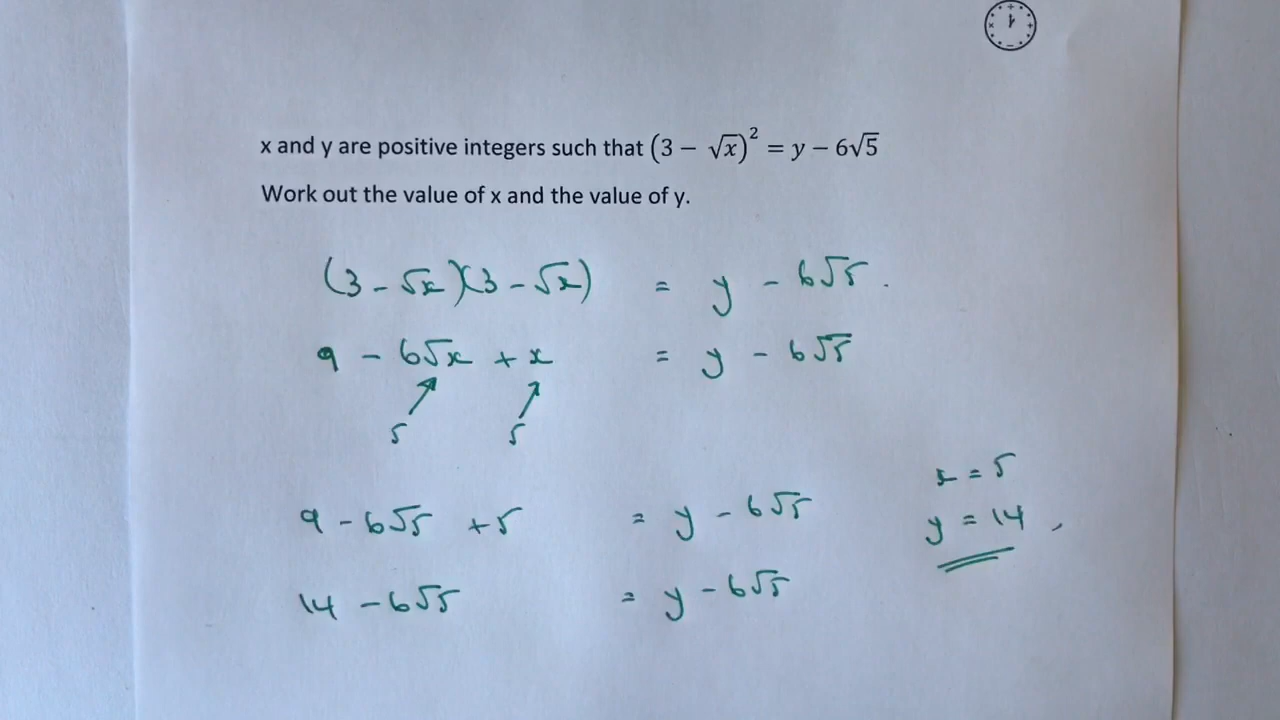 x and y are positive integers such that (3 − √x)² = y − 6√5
Work out the value of x and the value of y.
(3 - √x)(3 - √x) = y - 6√5 .
9 - 6√x + x = y - 6√5
5 5
x = 5
9 - 6√5 + 5 = y - 6√5
y = 14
14 - 6√5 = y - 6√5